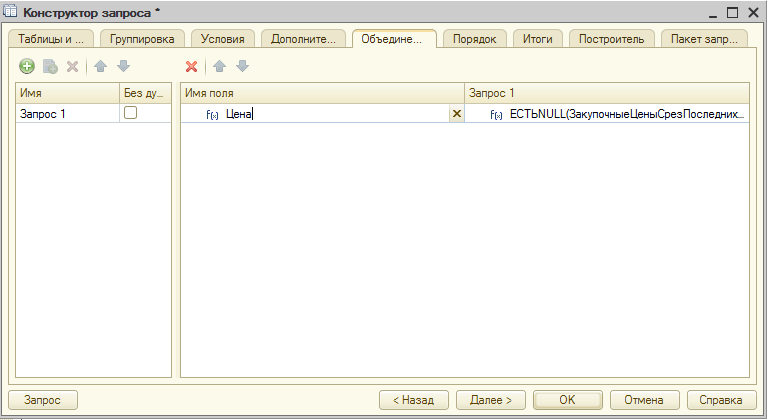 Конструктор запроса *
Таблицы и ... Группировка Условия Дополните... Объедине... Порядок Итоги Построитель Пакет запр...
Имя Без ду... Имя поля Запрос 1
Запрос 1 f(x) Цена f(x) ЕСТЬNULL(ЗакупочныеЦеныСрезПоследних...
Запрос < Назад Далее > OK Отмена Справка